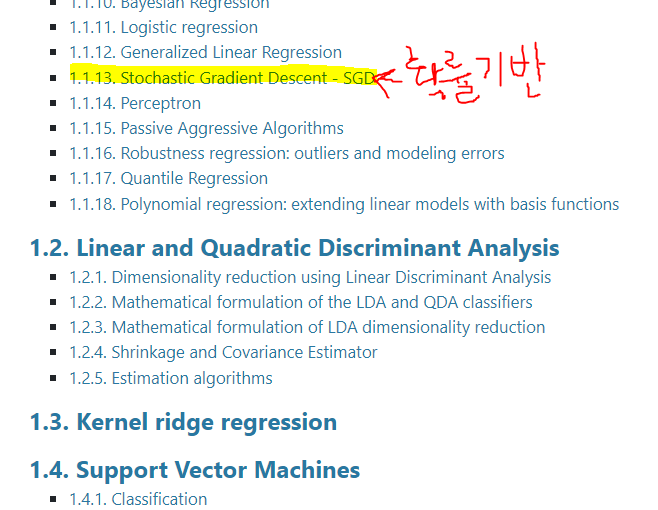 1.1.10. Bayesian Regression
1.1.11. Logistic regression
1.1.12. Generalized Linear Regression
1.1.13. Stochastic Gradient Descent - SGD
확률기반
1.1.14. Perceptron
1.1.15. Passive Aggressive Algorithms
1.1.16. Robustness regression: outliers and modeling errors
1.1.17. Quantile Regression
1.1.18. Polynomial regression: extending linear models with basis functions
1.2. Linear and Quadratic Discriminant Analysis
1.2.1. Dimensionality reduction using Linear Discriminant Analysis
1.2.2. Mathematical formulation of the LDA and QDA classifiers
1.2.3. Mathematical formulation of LDA dimensionality reduction
1.2.4. Shrinkage and Covariance Estimator
1.2.5. Estimation algorithms
1.3. Kernel ridge regression
1.4. Support Vector Machines
1.4.1. Classification